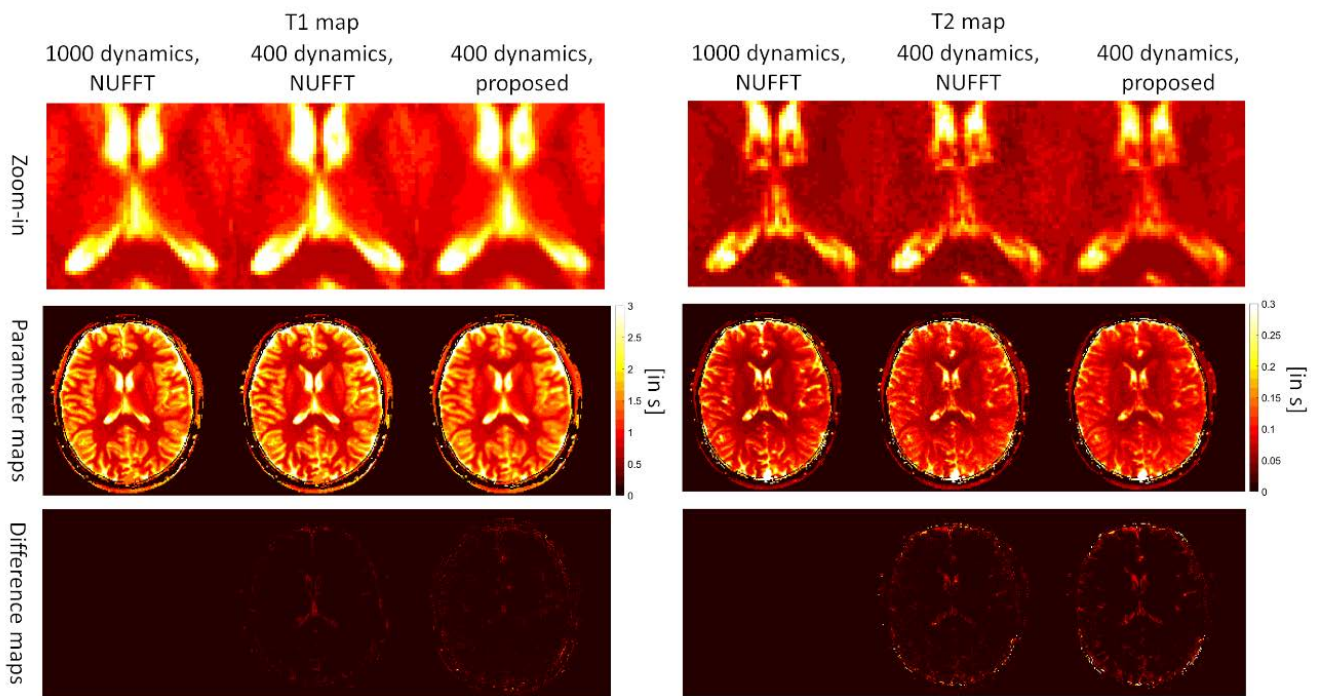 T1 map
1000 dynamics, NUFFT
400 dynamics, NUFFT
400 dynamics, proposed
T2 map
1000 dynamics, NUFFT
400 dynamics, NUFFT
400 dynamics, proposed
Zoom-in
Parameter maps
3
2.5
2
1.5
1
0.5
0
[in s]
0.3
0.25
0.2
0.15
0.1
0.05
0
[in s]
Difference maps